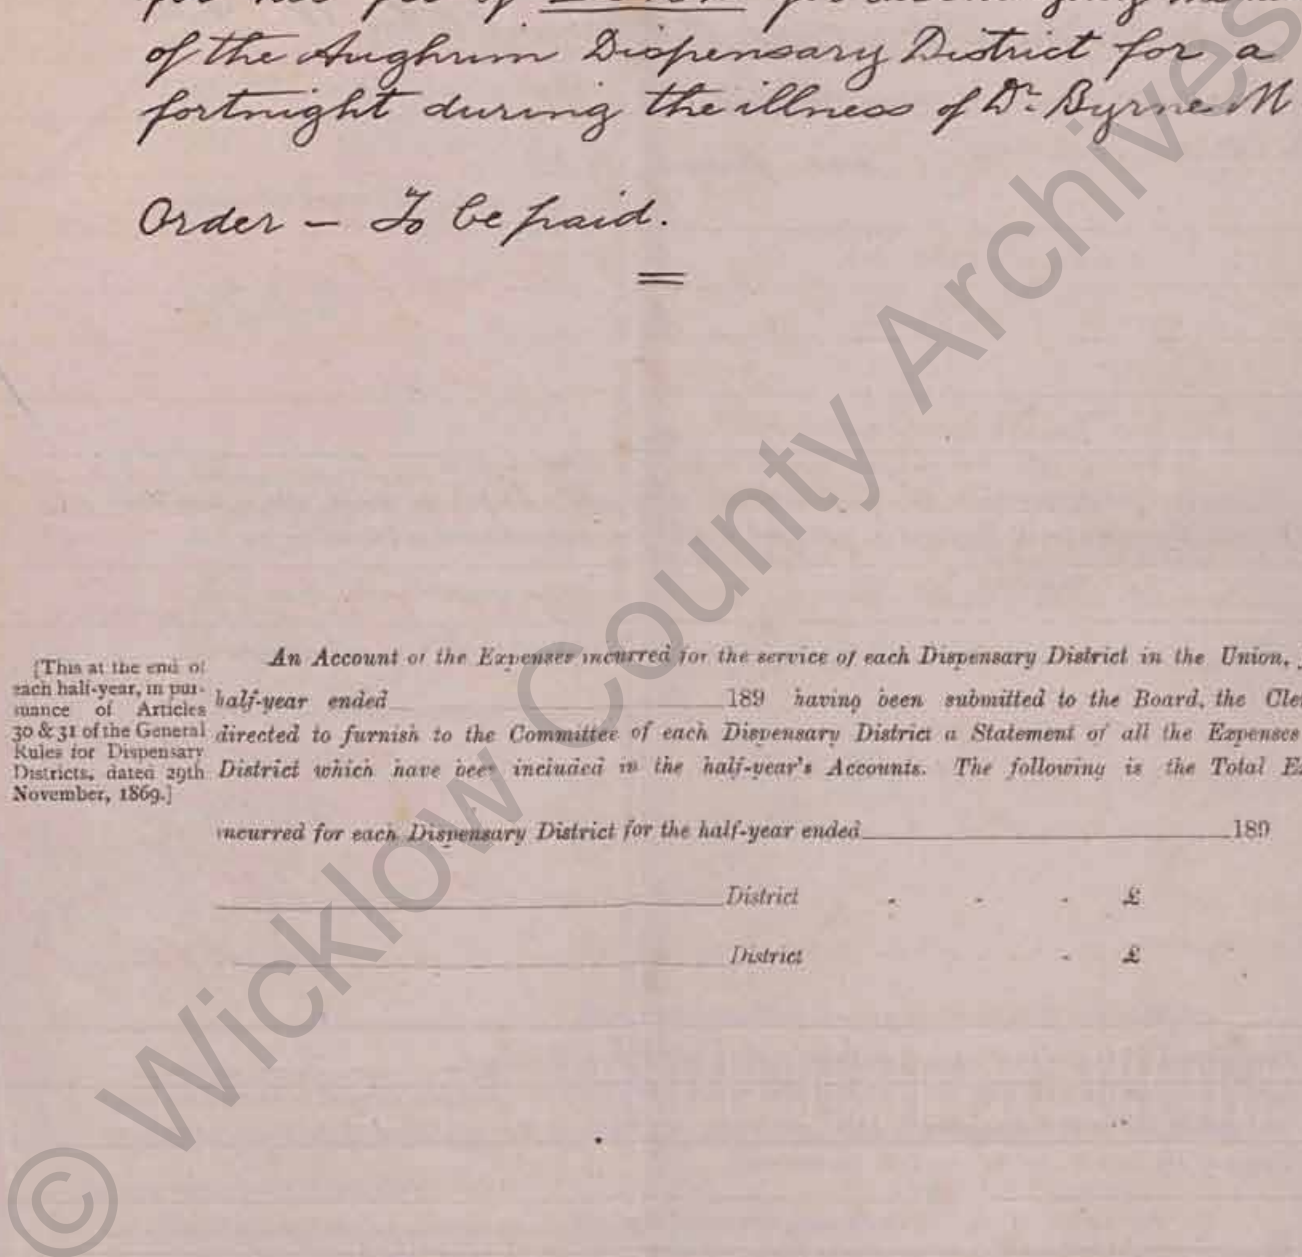 of the Aughrim Dispensary District for a
fortnight during the illness of Dr Byrne M
Order — To be paid.
[This at the end of
each half-year, in pur-
suance of Articles
30 & 31 of the General
Rules for Dispensary
Districts, dated 29th
November, 1869.]
An Account of the Expenses incurred for the service of each Dispensary District in the Union,
half-year ended 189 having been submitted to the Board, the Cle
directed to furnish to the Committee of each Dispensary District a Statement of all the Expenses
District which have been included in the half-year's Accounts. The following is the Total E
incurred for each Dispensary District for the half-year ended 189
District - - - £
District - £
© Wicklow County Archives